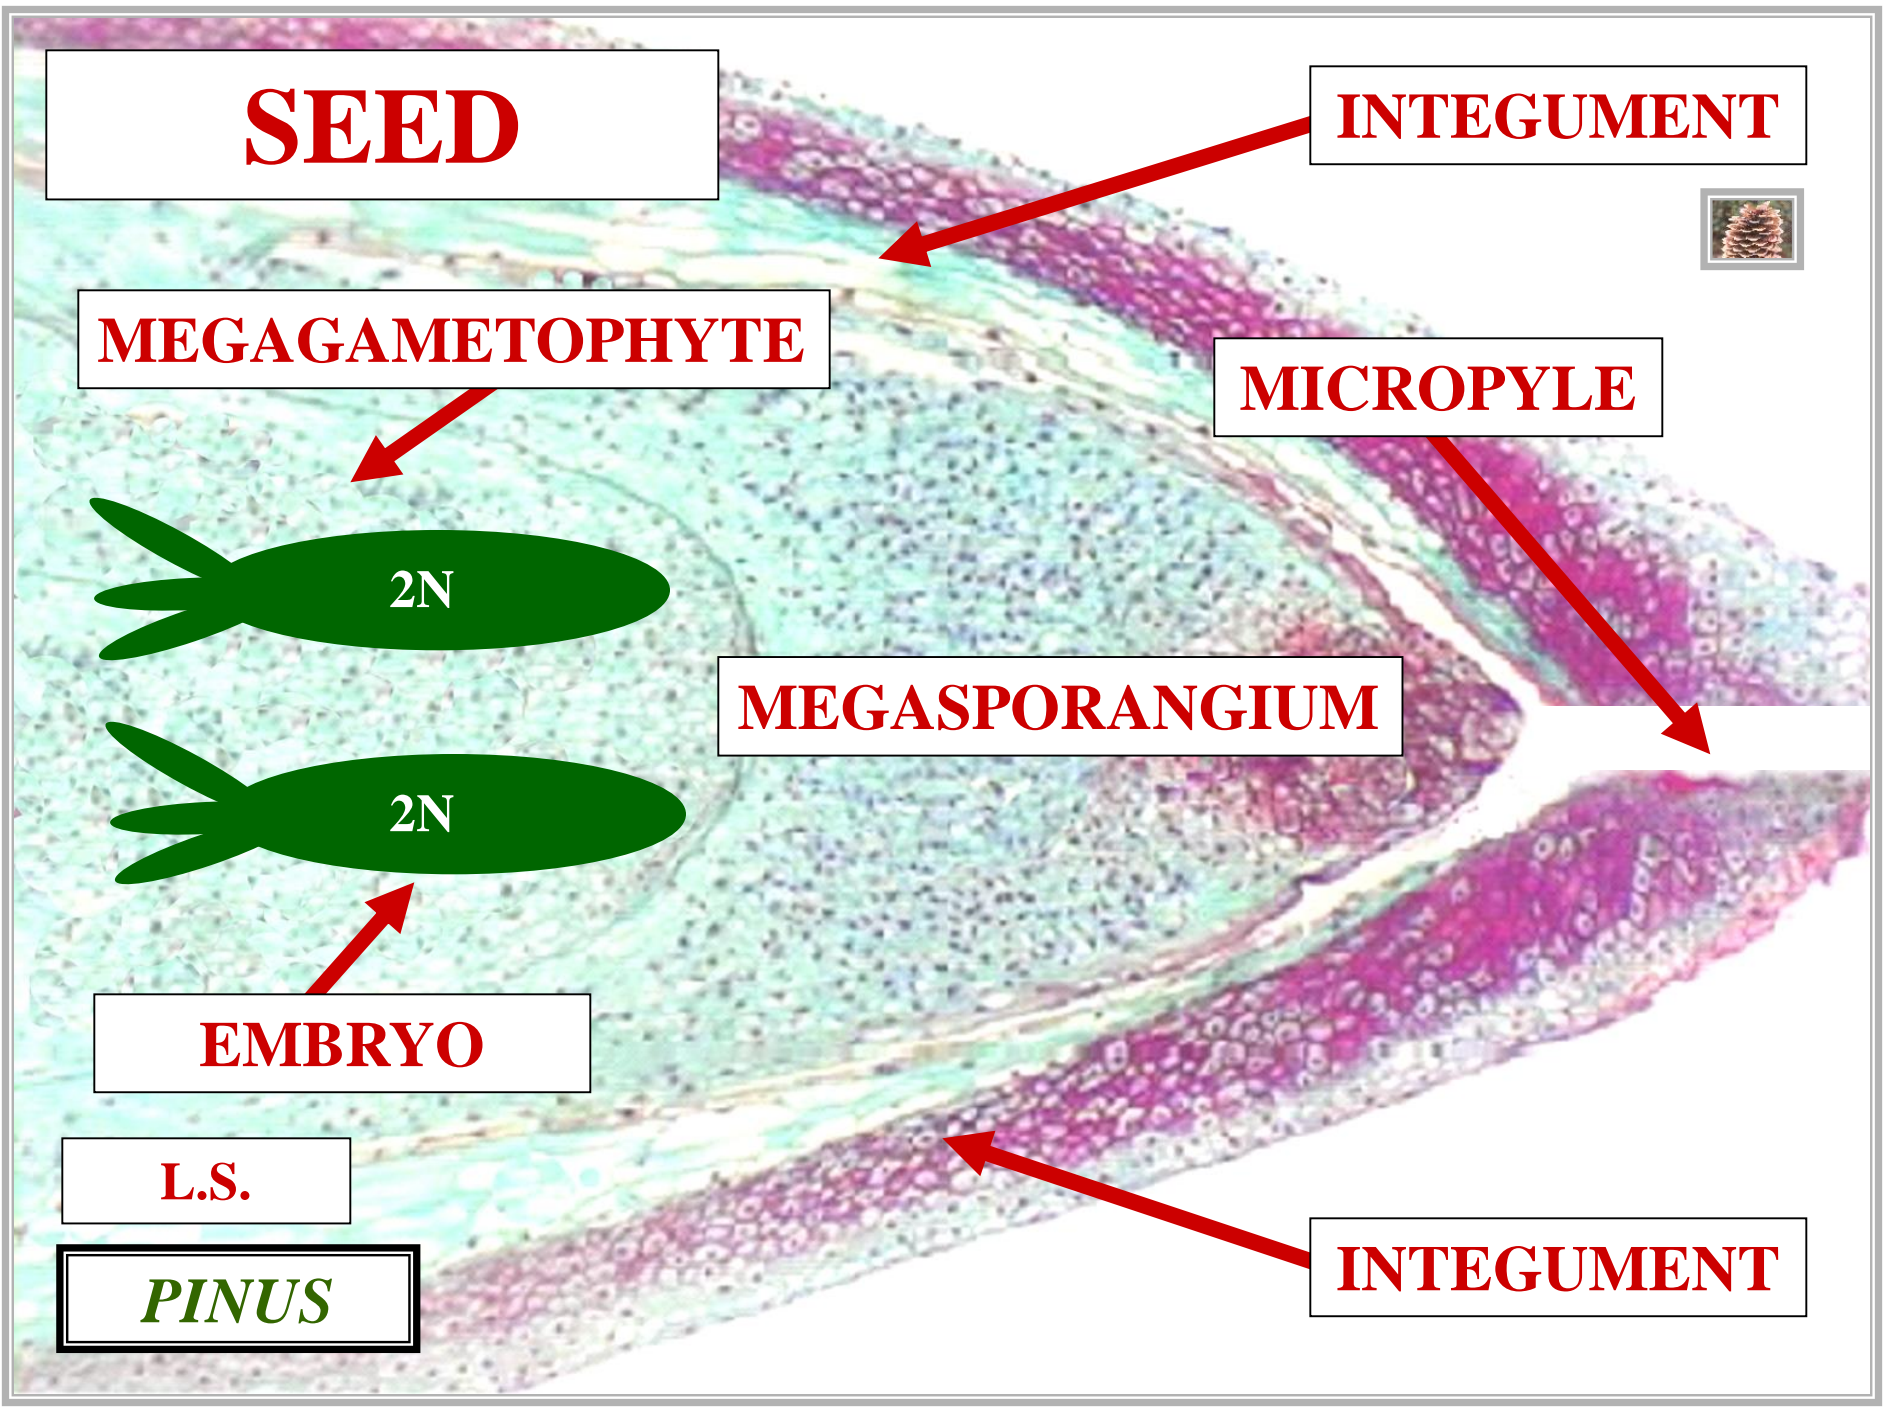 SEED
INTEGUMENT
MEGAGAMETOPHYTE
MICROPYLE
2N
MEGASPORANGIUM
2N
EMBRYO
L.S.
INTEGUMENT
PINUS